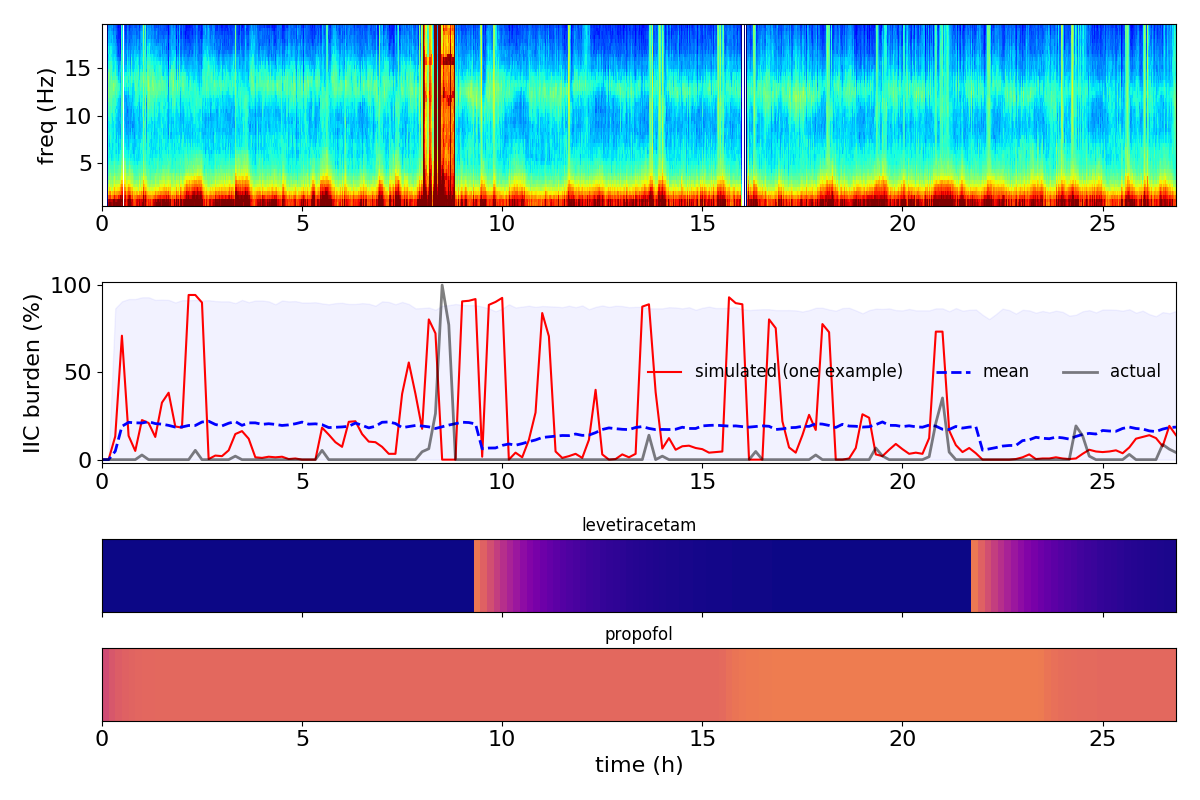 freq (Hz)
15
10
5
0 5 10 15 20 25
IIC burden (%)
100
50
0
simulated (one example) mean actual
0 5 10 15 20 25
levetiracetam
propofol
0 5 10 15 20 25
time (h)